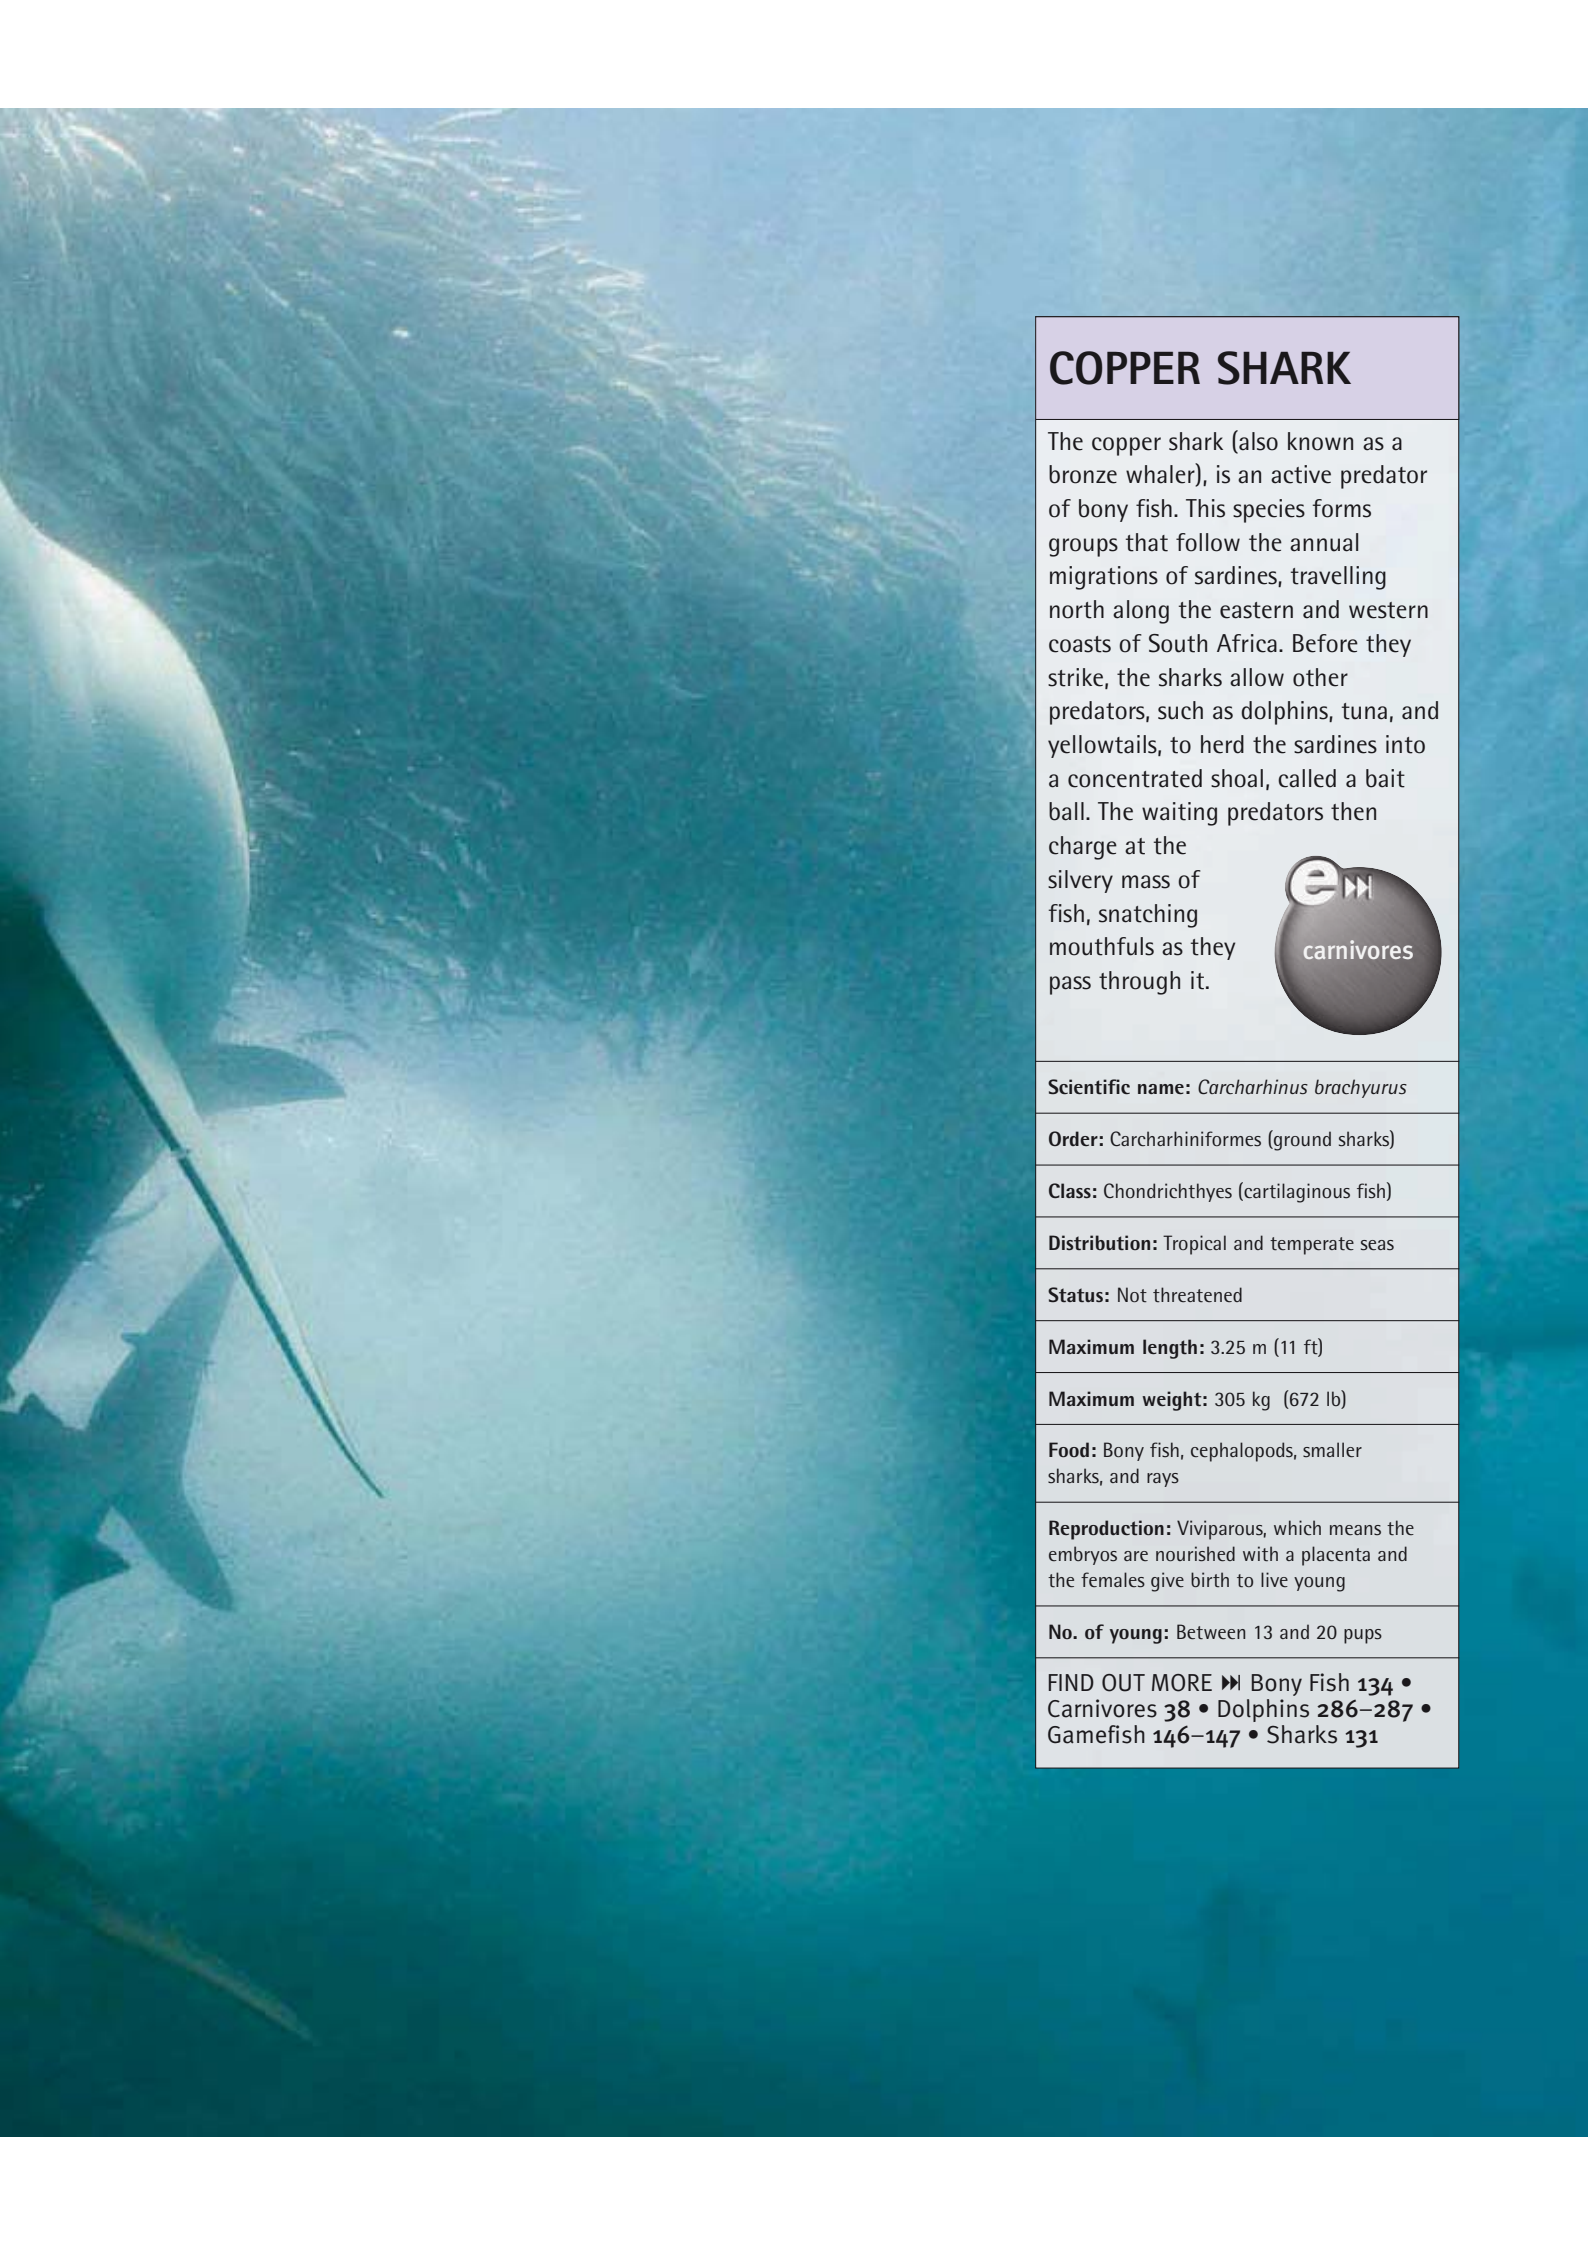 COPPER SHARK
The copper shark (also known as a
bronze whaler), is an active predator
of bony fish. This species forms
groups that follow the annual
migrations of sardines, travelling
north along the eastern and western
coasts of South Africa. Before they
strike, the sharks allow other
predators, such as dolphins, tuna, and
yellowtails, to herd the sardines into
a concentrated shoal, called a bait
ball. The waiting predators then
charge at the
silvery mass of
fish, snatching
mouthfuls as they
pass through it.
e
carnivores
Scientific name: Carcharhinus brachyurus
Order: Carcharhiniformes (ground sharks)
Class: Chondrichthyes (cartilaginous fish)
Distribution: Tropical and temperate seas
Status: Not threatened
Maximum length: 3.25 m (11 ft)
Maximum weight: 305 kg (672 lb)
Food: Bony fish, cephalopods, smaller
sharks, and rays
Reproduction: Viviparous, which means the
embryos are nourished with a placenta and
the females give birth to live young
No. of young: Between 13 and 20 pups
FIND OUT MORE ⏭ Bony Fish 134 •
Carnivores 38 • Dolphins 286–287 •
Gamefish 146–147 • Sharks 131